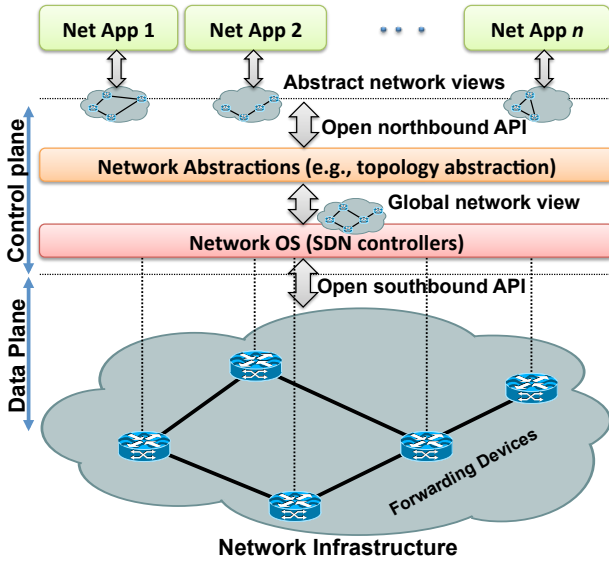 Net App 1
Net App 2
Net App n
Abstract network views
Open northbound API
Network Abstractions (e.g., topology abstraction)
Global network view
Network OS (SDN controllers)
Open southbound API
Control plane
Data Plane
Forwarding Devices
Network Infrastructure